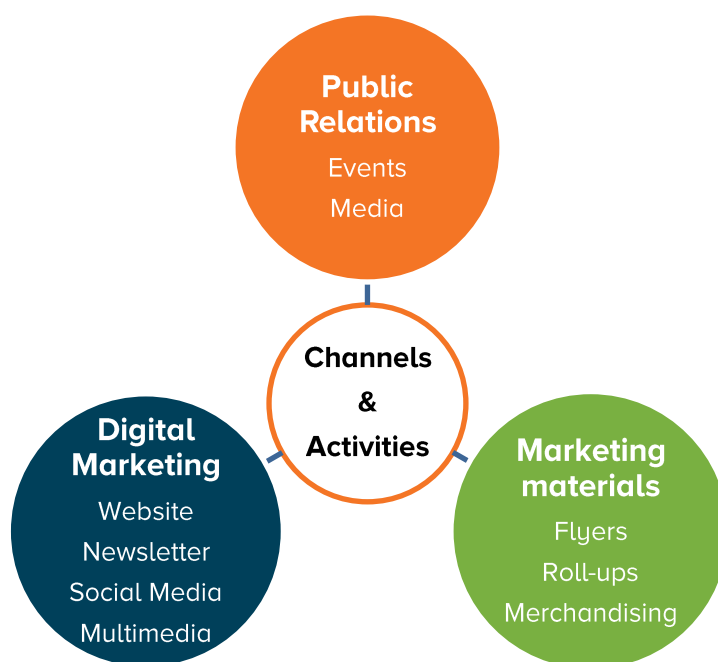 Public
Relations
Events
Media
Channels
&
Activities
Digital
Marketing
Website
Newsletter
Social Media
Multimedia
Marketing
materials
Flyers
Roll-ups
Merchandising